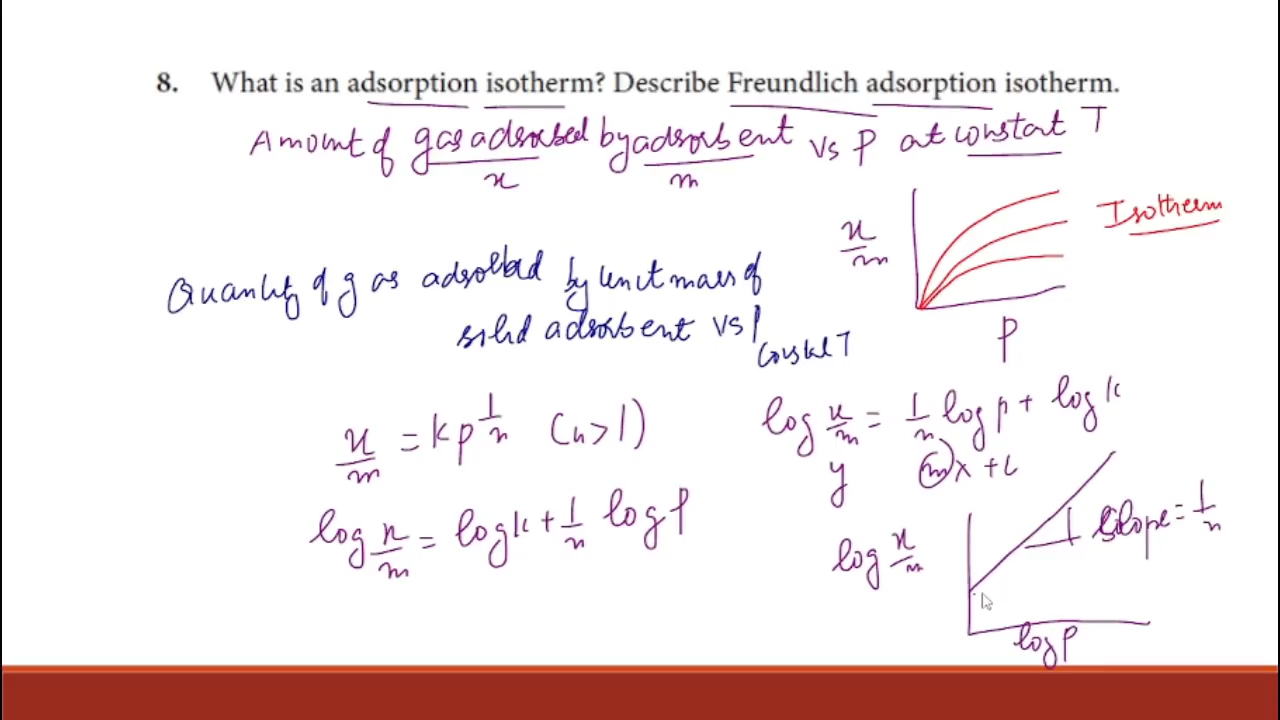 8. What is an adsorption isotherm? Describe Freundlich adsorption isotherm.
Amount of gas adsorbed by adsorbent vs P at constant T
x m
x/m
Isotherm
P
Quantity of gas adsorbed by unit mass of
solid adsorbent vs P
constant T
x/m = kp^1/n (n>1)
log x/m = log k + 1/n log P
log x/m = 1/n log p + log k
y mx + c
log x/m
Slope = 1/n
log P